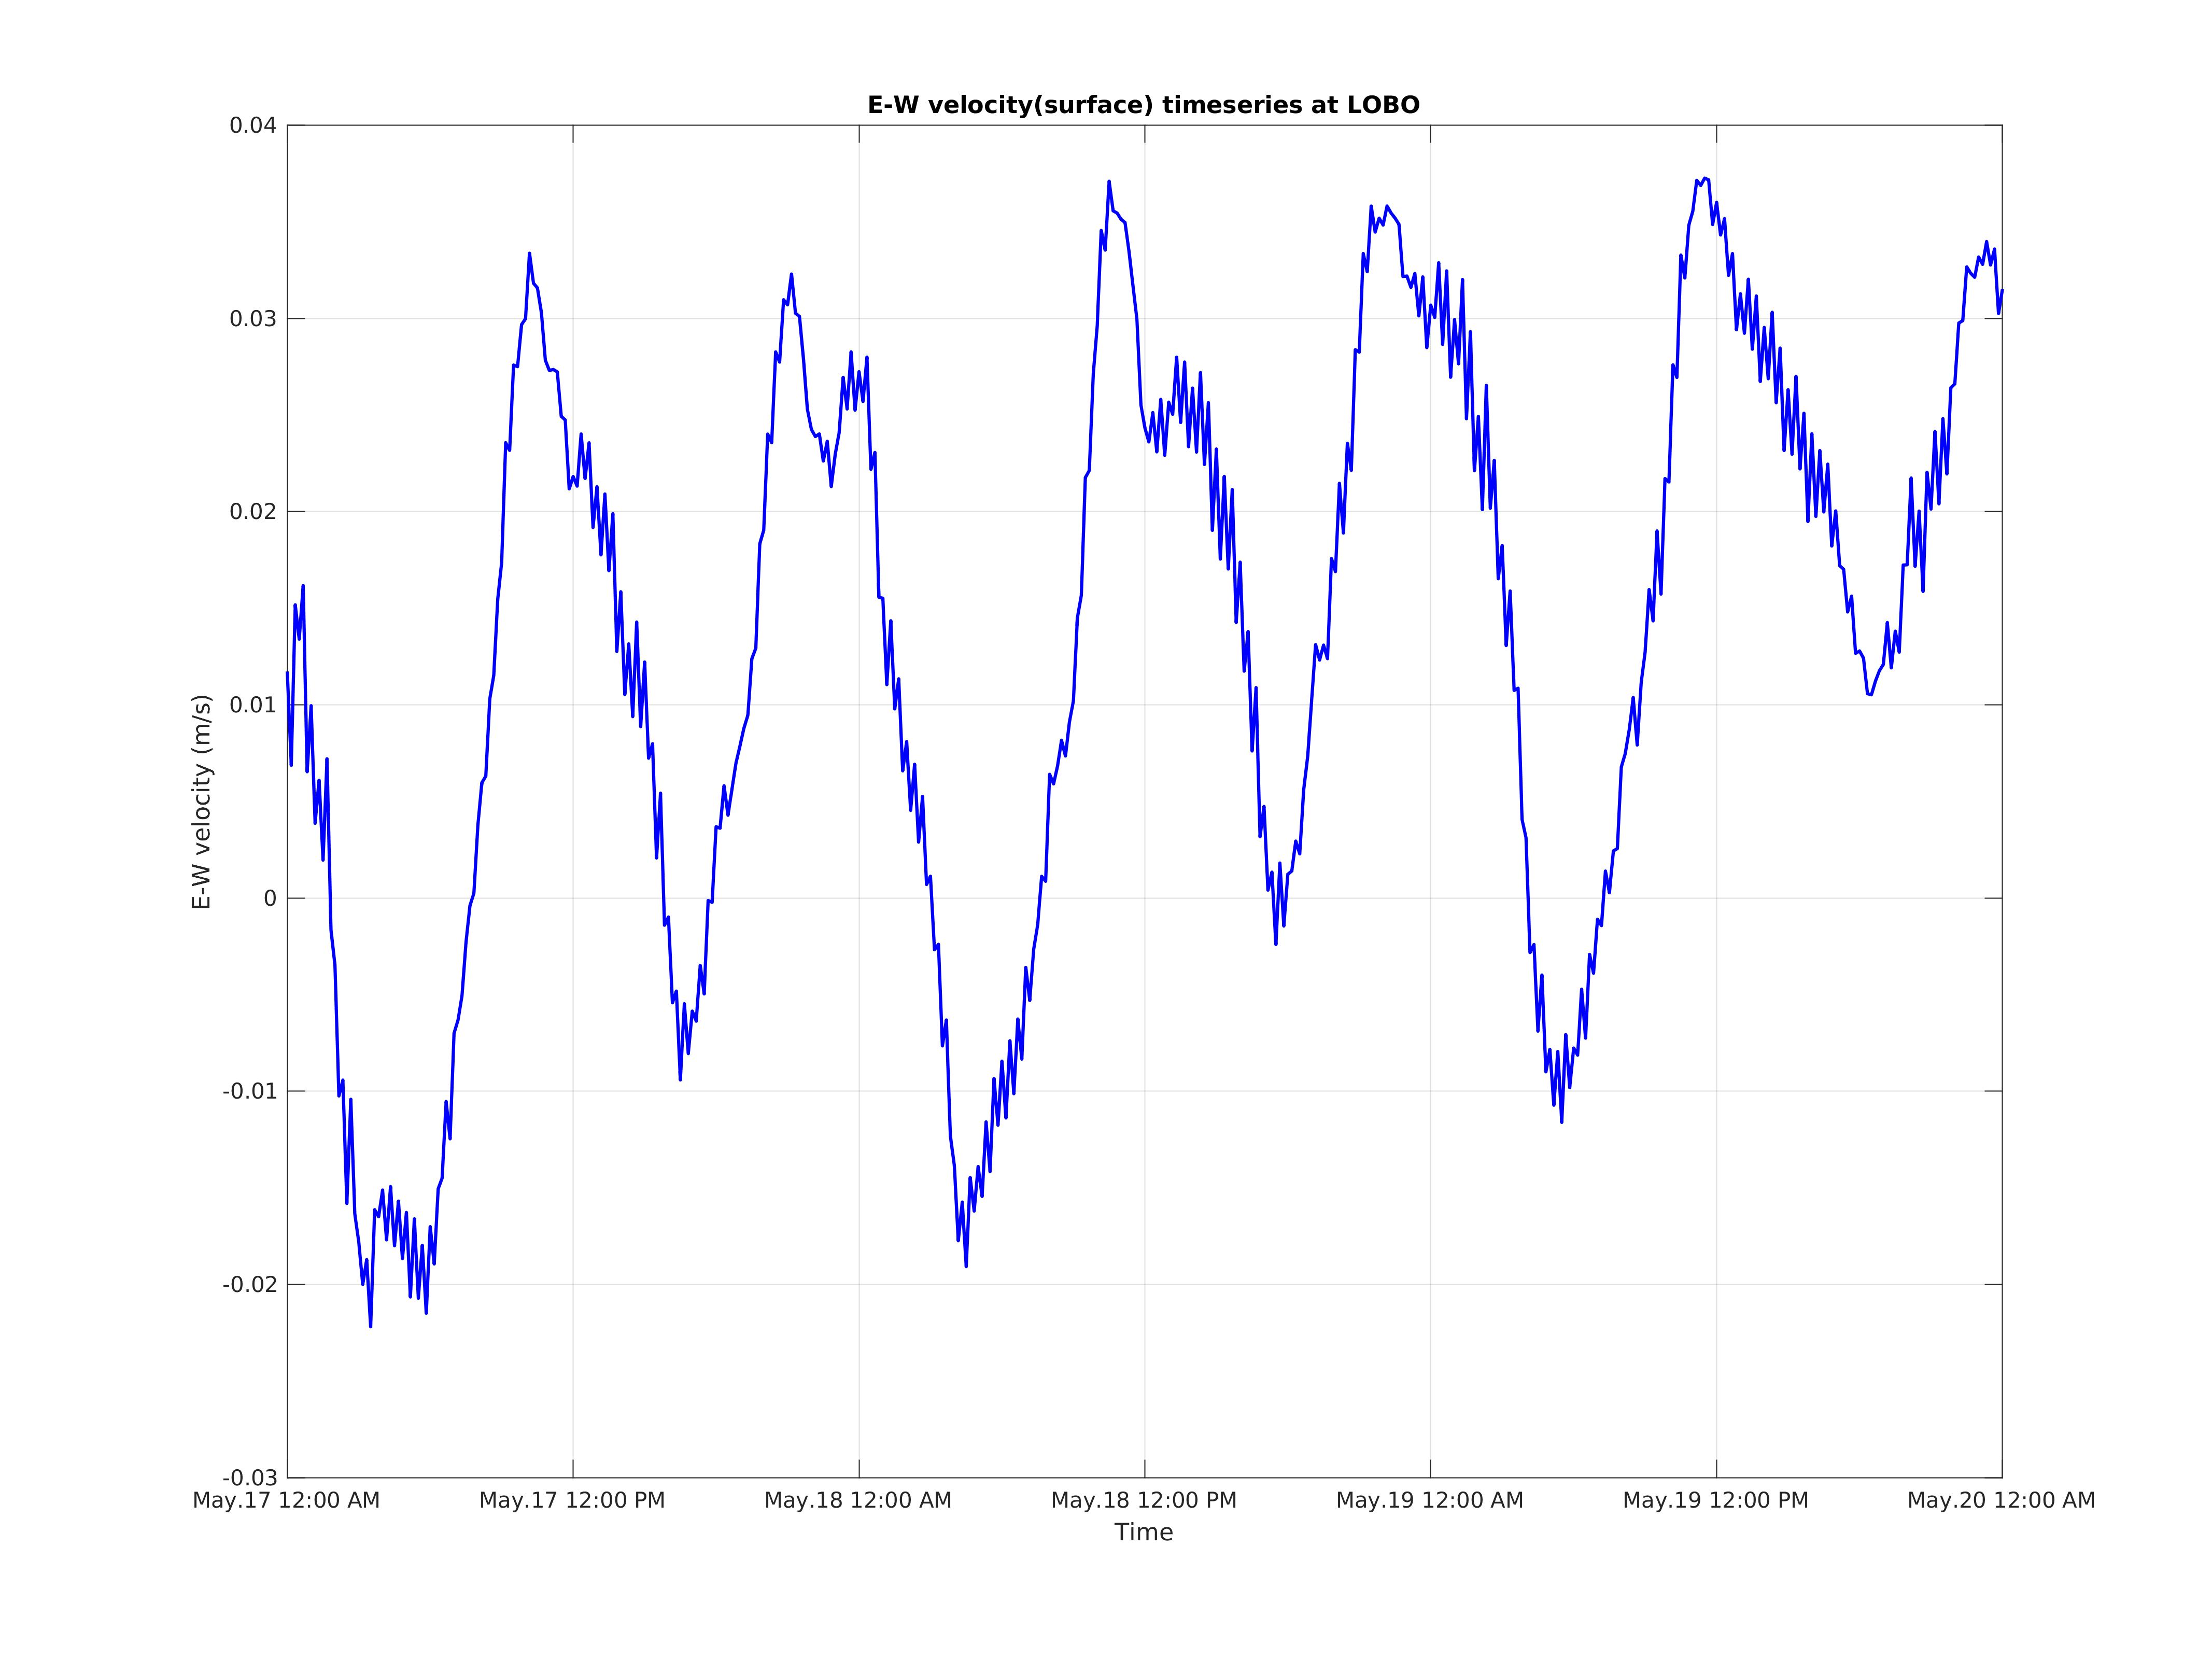 E-W velocity(surface) timeseries at LOBO
0.04
0.03
0.02
0.01
0
-0.01
-0.02
-0.03
E-W velocity (m/s)
May.17 12:00 AM May.17 12:00 PM May.18 12:00 AM May.18 12:00 PM May.19 12:00 AM May.19 12:00 PM May.20 12:00 AM
Time